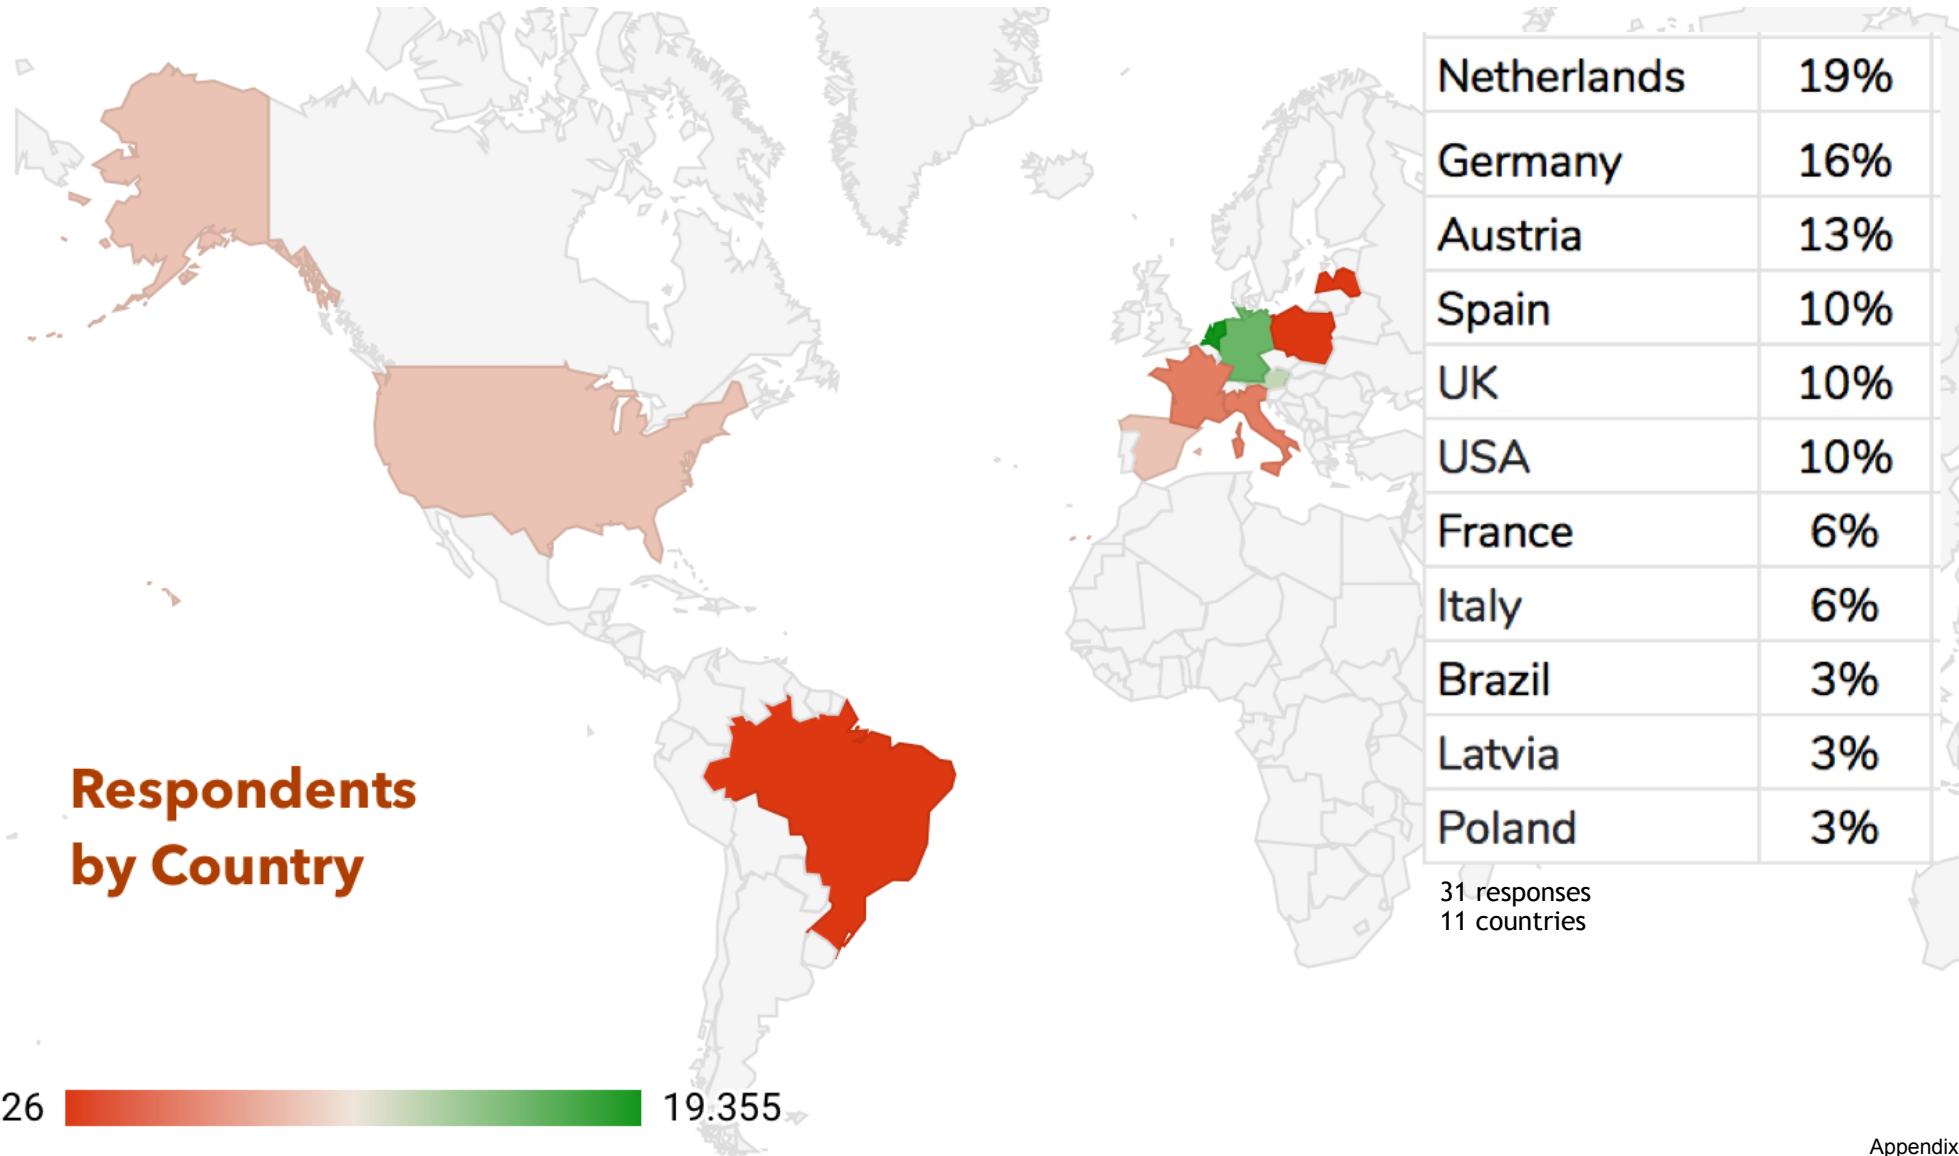 Netherlands 19%
Germany 16%
Austria 13%
Spain 10%
UK 10%
USA 10%
France 6%
Italy 6%
Brazil 3%
Latvia 3%
Poland 3%
31 responses
11 countries
Respondents
by Country
26 19.355
Appendix